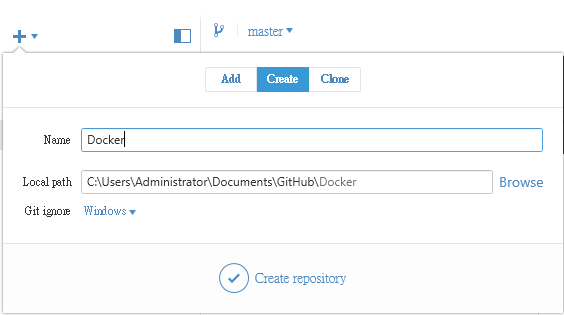 master
Add Create Clone
Name Docker
Local path C:\Users\Administrator\Documents\GitHub\Docker Browse
Git ignore Windows
Create repository